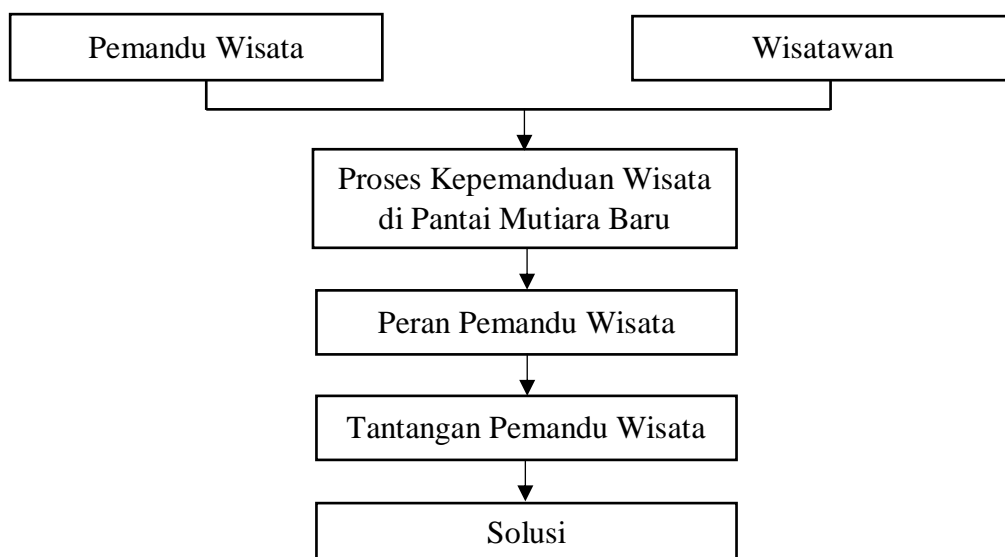 Pemandu Wisata
Wisatawan
Proses Kepemanduan Wisata
di Pantai Mutiara Baru
Peran Pemandu Wisata
Tantangan Pemandu Wisata
Solusi